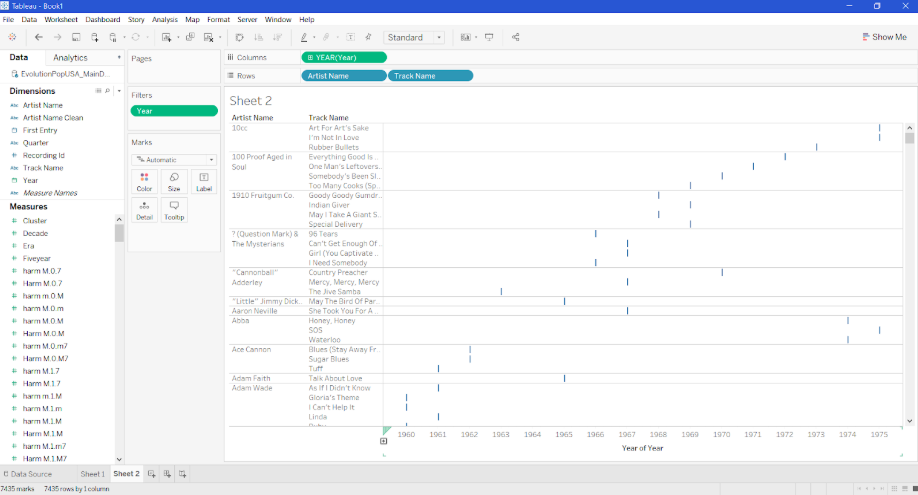 Tableau - Book1
File Data Worksheet Dashboard Story Analysis Map Format Server Window Help
Standard
Show Me
Data Analytics
EvolutionPopUSA_MainD...
Dimensions
Abc Artist Name
Abc Artist Name Clean
First Entry
Abc Quarter
Recording Id
Abc Track Name
Year
Abc Measure Names
Measures
Cluster
Decade
Era
Fiveyear
harm M.0.7
Harm M.0.7
harm m.0.M
harm M.0.m
harm M.0.M
Harm M.0.M
harm M.0.m7
Harm M.0.M7
harm M.1.7
Harm M.1.7
harm m.1.M
harm M.1.m
harm M.1.M
Harm M.1.M
harm M.1.m7
Harm M.1.M7
Pages
Filters
Year
Marks
Automatic
Color Size Label
Detail Tooltip
Columns YEAR(Year)
Rows Artist Name Track Name
Sheet 2
Artist Name Track Name
10cc Art For Art's Sake
I'm Not In Love
Rubber Bullets
100 Proof Aged in Everything Good Is ..
Soul One Man's Leftovers..
Somebody's Been Sl..
Too Many Cooks (Sp..
1910 Fruitgum Co. Goody Goody Gumdr..
Indian Giver
May I Take A Giant S..
Special Delivery
? (Question Mark) & 96 Tears
The Mysterians Can't Get Enough Of ..
Girl (You Captivate ..
I Need Somebody
"Cannonball" Country Preacher
Adderley Mercy, Mercy, Mercy
The Jive Samba
"Little" Jimmy Dick.. May The Bird Of Par..
Aaron Neville She Took You For A ..
Abba Honey, Honey
SOS
Waterloo
Ace Cannon Blues (Stay Away Fr..
Sugar Blues
Tuff
Adam Faith Talk About Love
Adam Wade As If I Didn't Know
Gloria's Theme
I Can't Help It
Linda
Ruby
1960 1961 1962 1963 1964 1965 1966 1967 1968 1969 1970 1971 1972 1973 1974 1975
Year of Year
Data Source Sheet 1 Sheet 2
7435 marks 7435 rows by 1 column